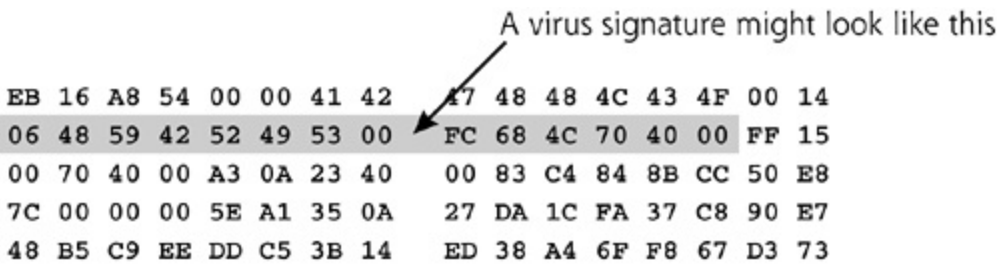 A virus signature might look like this
EB 16 A8 54 00 00 41 42 47 48 48 4C 43 4F 00 14
06 48 59 42 52 49 53 00 FC 68 4C 70 40 00 FF 15
00 70 40 00 A3 0A 23 40 00 83 C4 84 8B CC 50 E8
7C 00 00 00 5E A1 35 0A 27 DA 1C FA 37 C8 90 E7
48 B5 C9 EE DD C5 3B 14 ED 38 A4 6F F8 67 D3 73